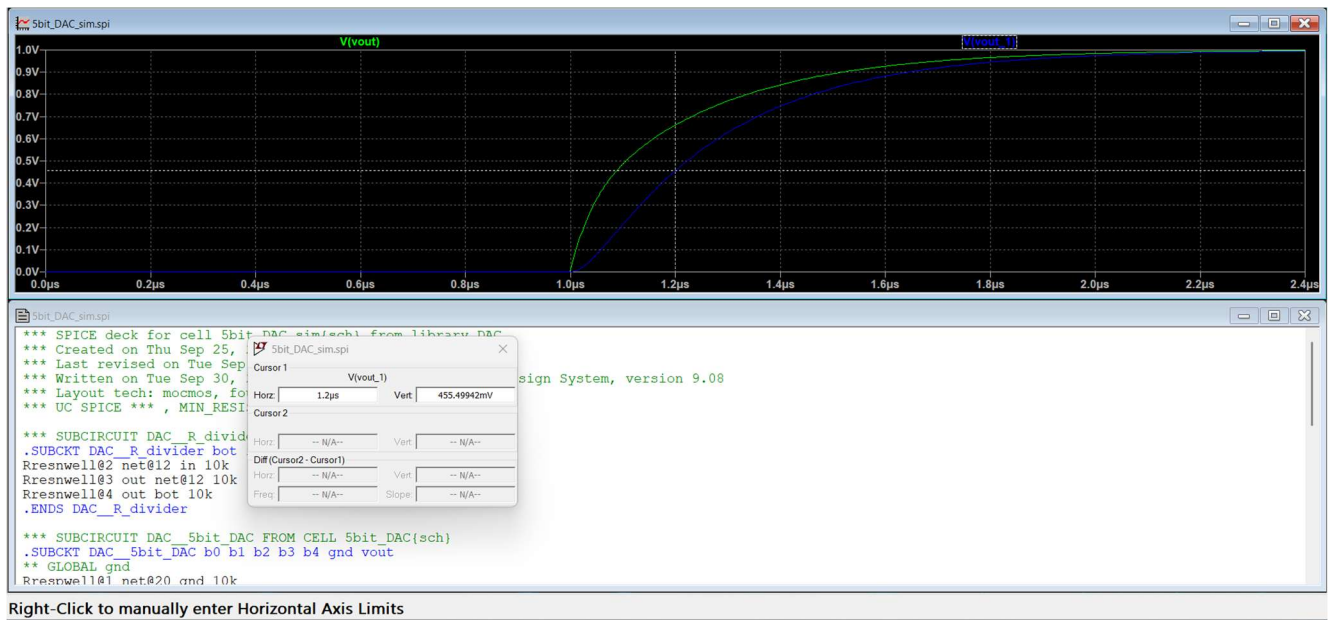 5bit_DAC_sim.spi
V(vout) V(vout_1)
1.0V
0.9V
0.8V
0.7V
0.6V
0.5V
0.4V
0.3V
0.2V
0.1V
0.0V
0.0µs 0.2µs 0.4µs 0.6µs 0.8µs 1.0µs 1.2µs 1.4µs 1.6µs 1.8µs 2.0µs 2.2µs 2.4µs
5bit_DAC_sim.spi
*** SPICE deck for cell 5bit_DAC_sim{sch} from library DAC
*** Created on Thu Sep 25,
*** Last revised on Tue Sep
*** Written on Tue Sep 30, sign System, version 9.08
*** Layout tech: mocmos, fo
*** UC SPICE *** , MIN_RESI
*** SUBCIRCUIT DAC__R_divide
.SUBCKT DAC__R_divider bot
Rresnwell@2 net@12 in 10k
Rresnwell@3 out net@12 10k
Rresnwell@4 out bot 10k
.ENDS DAC__R_divider
*** SUBCIRCUIT DAC__5bit_DAC FROM CELL 5bit_DAC{sch}
.SUBCKT DAC__5bit_DAC b0 b1 b2 b3 b4 gnd vout
** GLOBAL gnd
Rrespwell@1 net@20 gnd 10k
5bit_DAC_sim.spi
Cursor 1
V(vout_1)
Horz: 1.2µs Vert: 455.49942mV
Cursor 2
Horz: -- N/A-- Vert: -- N/A--
Diff (Cursor2 - Cursor1)
Horz: -- N/A-- Vert: -- N/A--
Freq: -- N/A-- Slope: -- N/A--
Right-Click to manually enter Horizontal Axis Limits